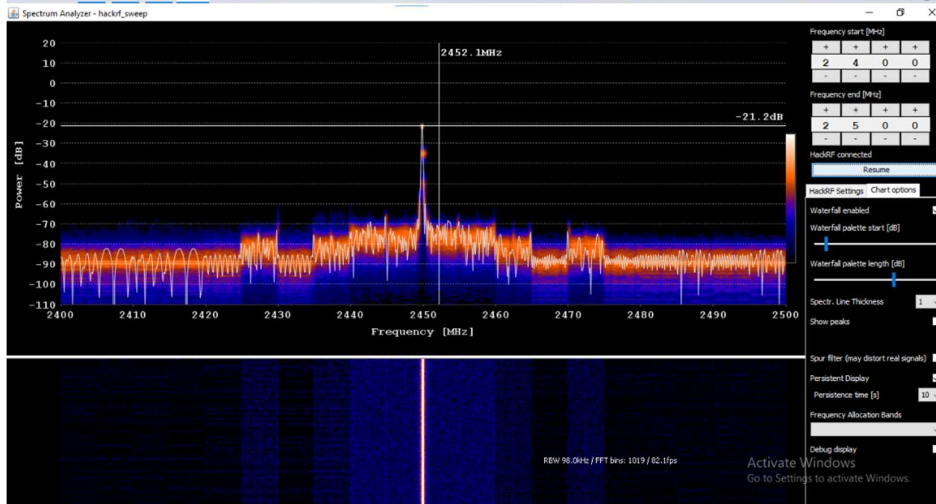 Spectrum Analyzer - hackrf_sweep
Frequency start [MHz]
+ + + +
2 4 0 0
- - - -
Frequency end [MHz]
+ + + +
2 5 0 0
- - - -
HackRF connected
Resume
HackRF Settings Chart options
Waterfall enabled
Waterfall palette start [dB]
Waterfall palette length [dB]
Spectr. Line Thickness 1
Show peaks
Spur filter (may distort real signals)
Persistent Display
Persistence time [s] 10
Frequency Allocation Bands
Debug display
2452.1MHz
-21.2dB
Power [dB]
20
10
0
-10
-20
-30
-40
-50
-60
-70
-80
-90
-100
-110
2400 2410 2420 2430 2440 2450 2460 2470 2480 2490 2500
Frequency [MHz]
RBW 98.0kHz / FFT bins: 1019 / 82.1fps
Activate Windows
Go to Settings to activate Windows.